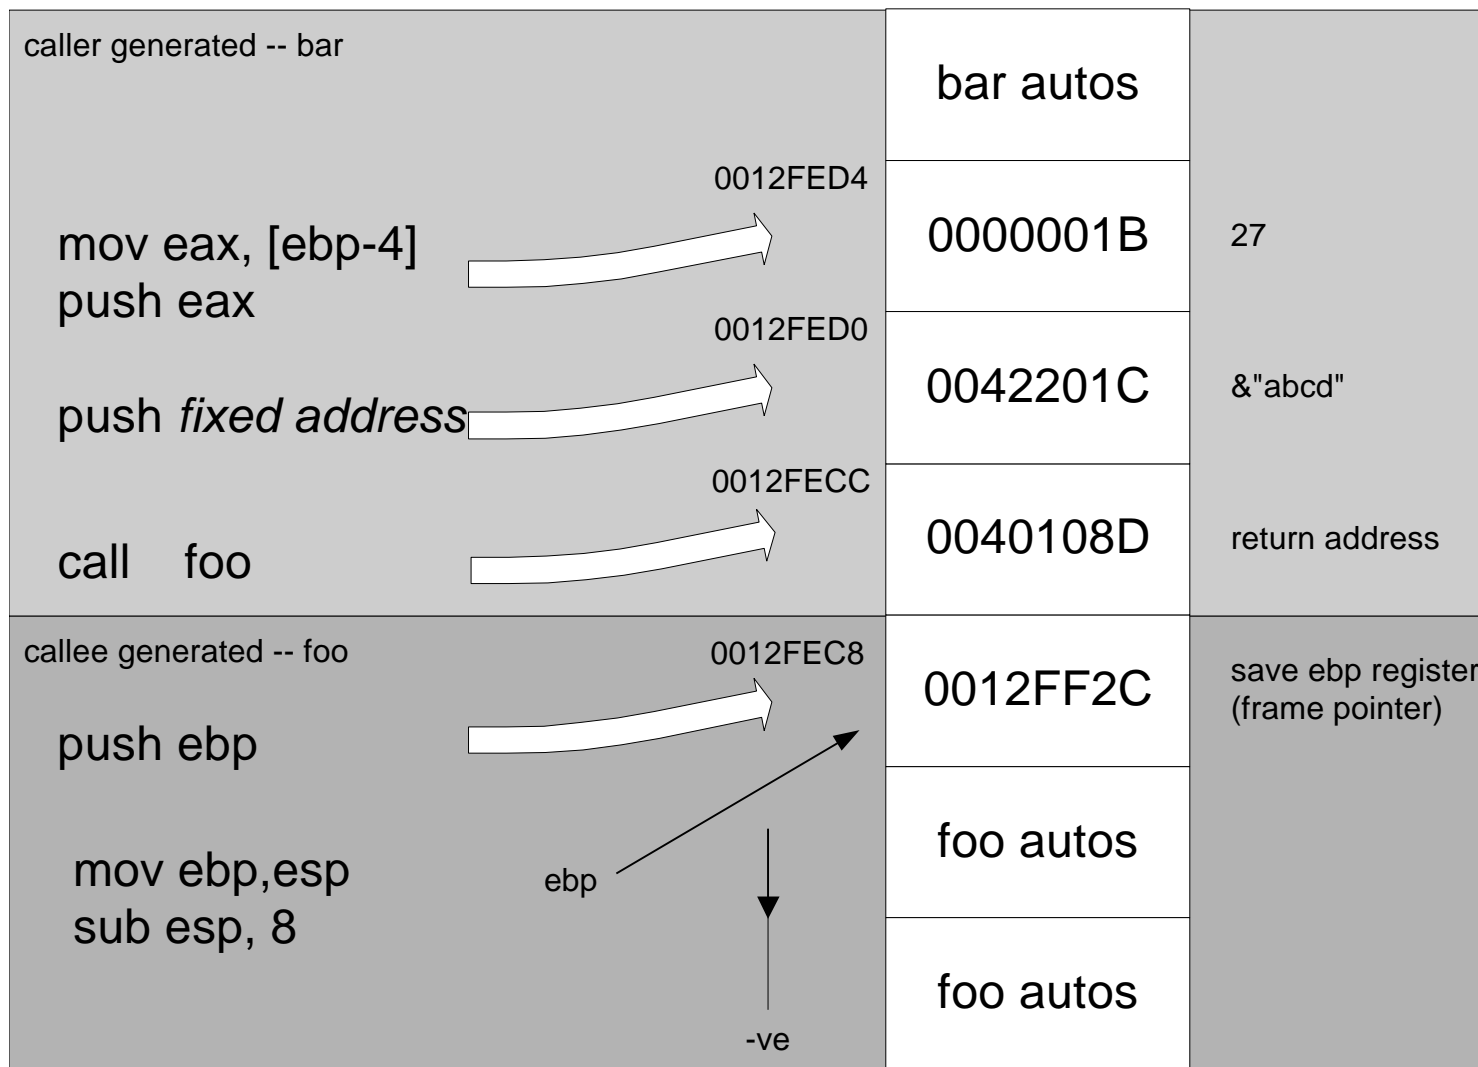 caller generated -- bar
bar autos
0012FED4
mov eax, [ebp-4]
push eax
0000001B
27
0012FED0
push fixed address
0042201C
&"abcd"
0012FECC
call foo
0040108D
return address
callee generated -- foo
0012FEC8
push ebp
0012FF2C
save ebp register
(frame pointer)
mov ebp,esp
sub esp, 8
ebp
foo autos
foo autos
-ve